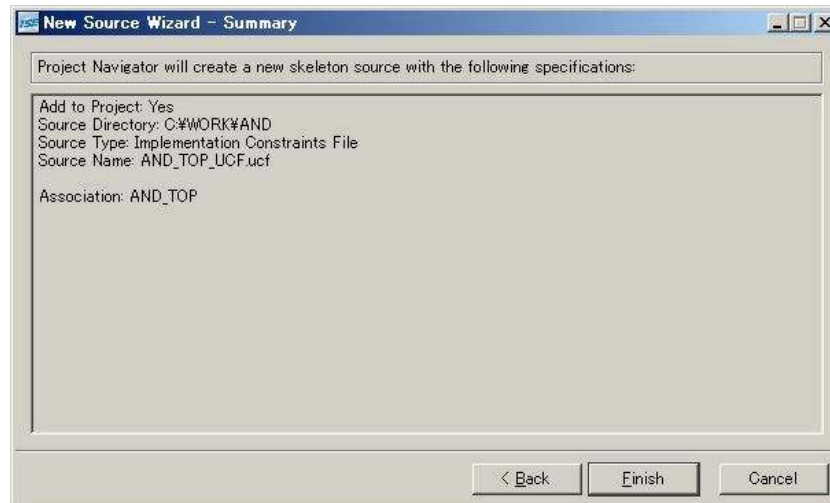 ISE New Source Wizard - Summary
Project Navigator will create a new skeleton source with the following specifications:
Add to Project: Yes
Source Directory: C:¥WORK¥AND
Source Type: Implementation Constraints File
Source Name: AND_TOP_UCF.ucf
Association: AND_TOP
< Back Finish Cancel